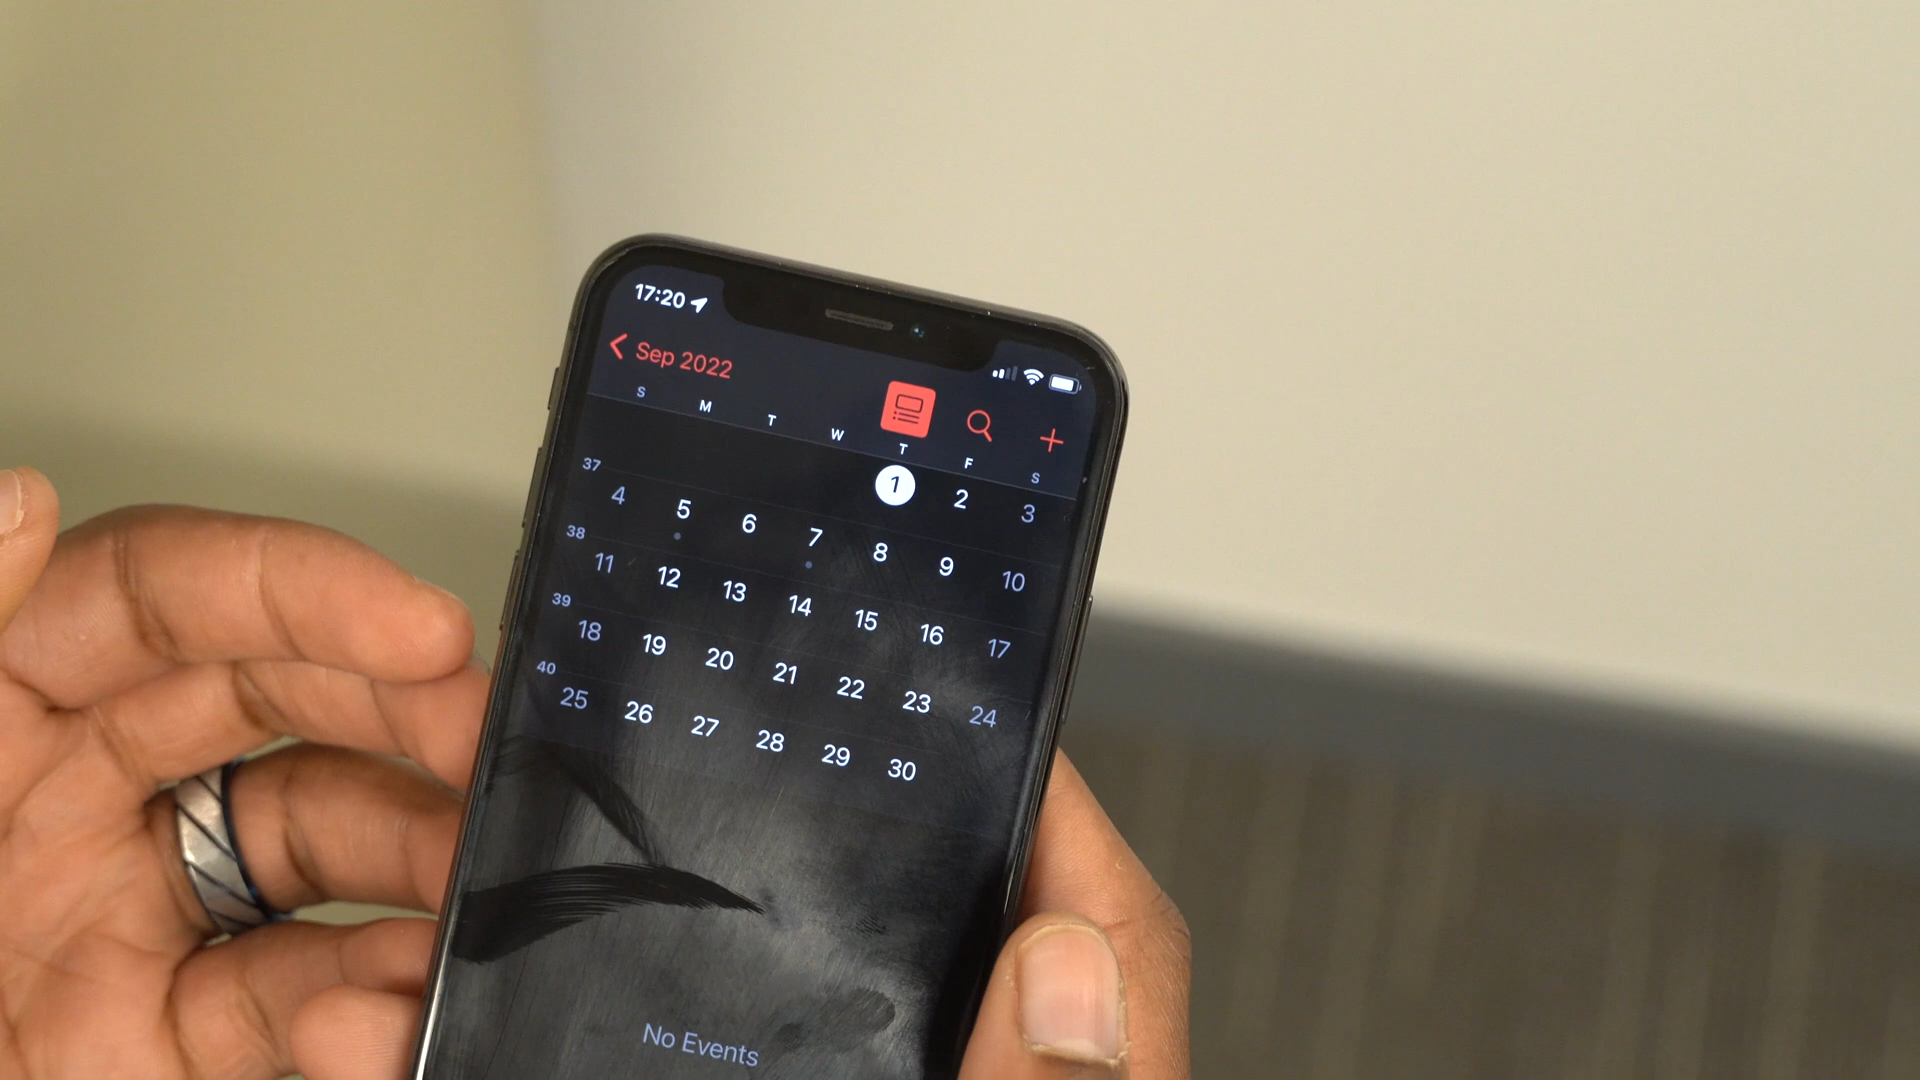 17:20
Sep 2022
S M T W T F S
1 2 3
37
4 5 6 7 8 9 10
38
11 12 13 14 15 16 17
39
18 19 20 21 22 23 24
40
25 26 27 28 29 30
No Events